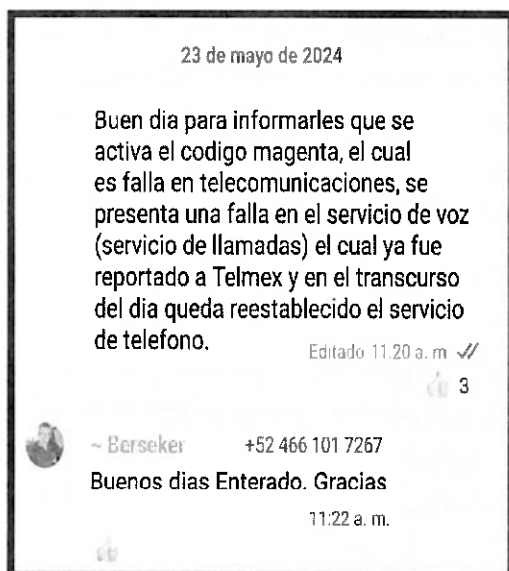 23 de mayo de 2024
Buen dia para informarles que se
activa el codigo magenta, el cual
es falla en telecomunicaciones, se
presenta una falla en el servicio de voz
(servicio de llamadas) el cual ya fue
reportado a Telmex y en el transcurso
del dia queda reestablecido el servicio
de telefono.
Editado 11.20 a. m
3
~ Berseker +52 466 101 7267
Buenos dias Enterado. Gracias
11:22 a. m.